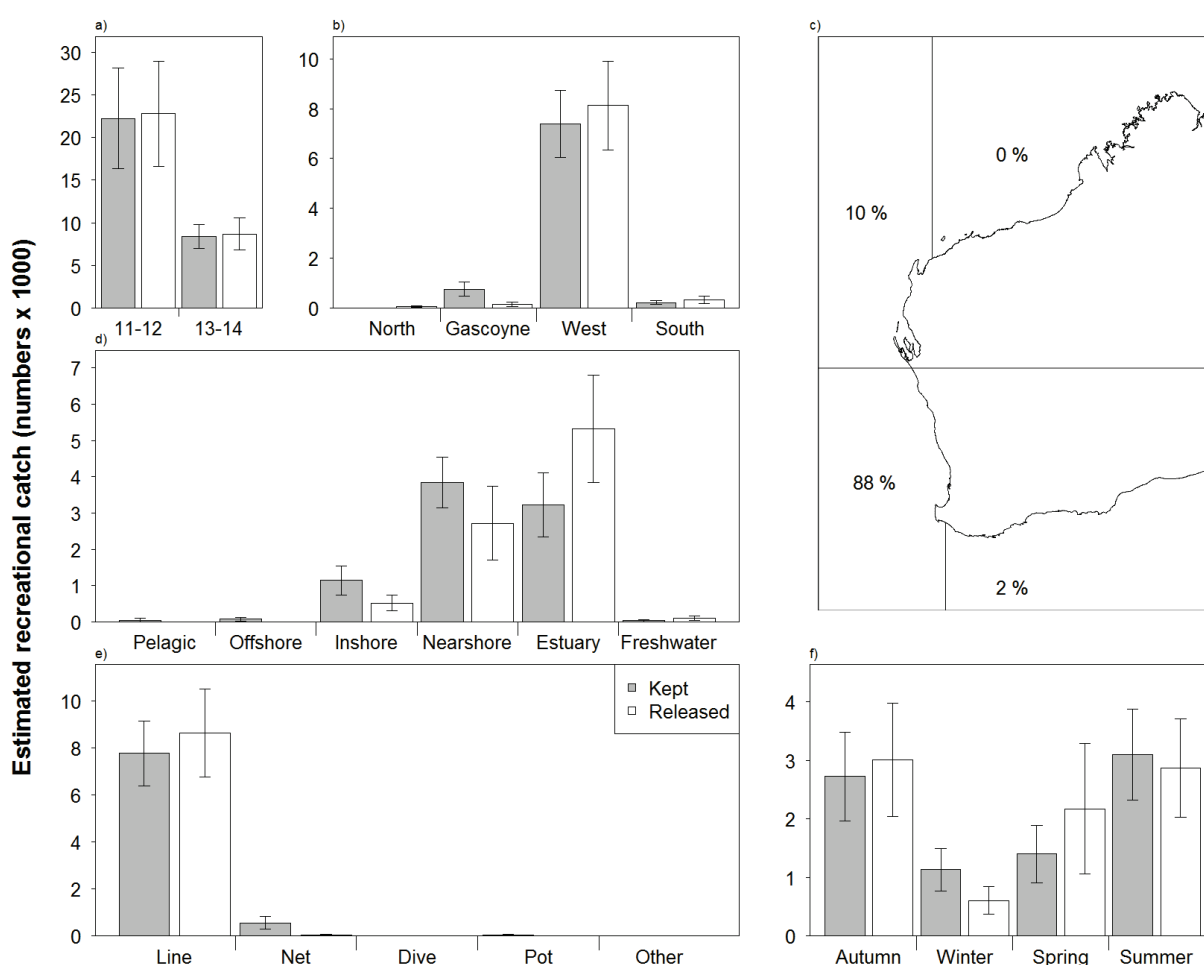 Estimated recreational catch (numbers x 1000)
a)
30
25
20
15
10
5
0
11-12 13-14
b)
10
8
6
4
2
0
North Gascoyne West South
c)
0 %
10 %
88 %
2 %
d)
7
6
5
4
3
2
1
0
Pelagic Offshore Inshore Nearshore Estuary Freshwater
e)
10
8
6
4
2
0
Kept
Released
Line Net Dive Pot Other
f)
4
3
2
1
0
Autumn Winter Spring Summer